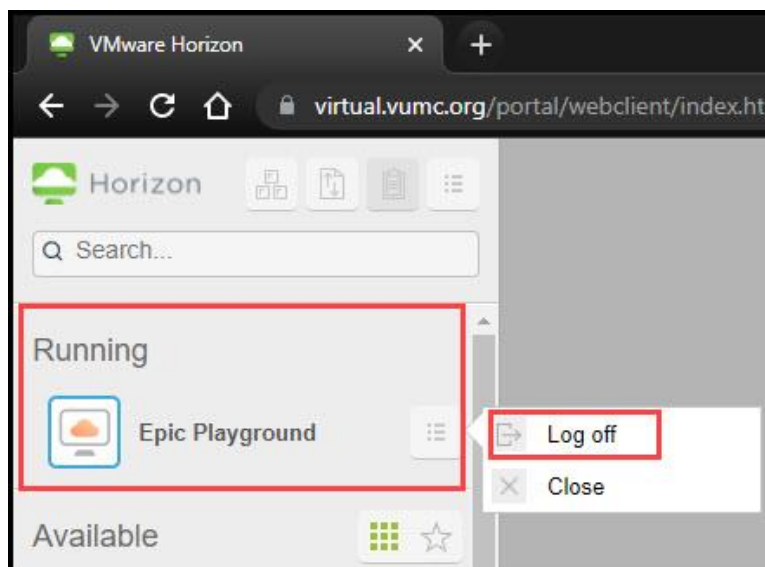 VMware Horizon
virtual.vumc.org/portal/webclient/index.ht
Horizon
Search...
Running
Epic Playground
Log off
Close
Available